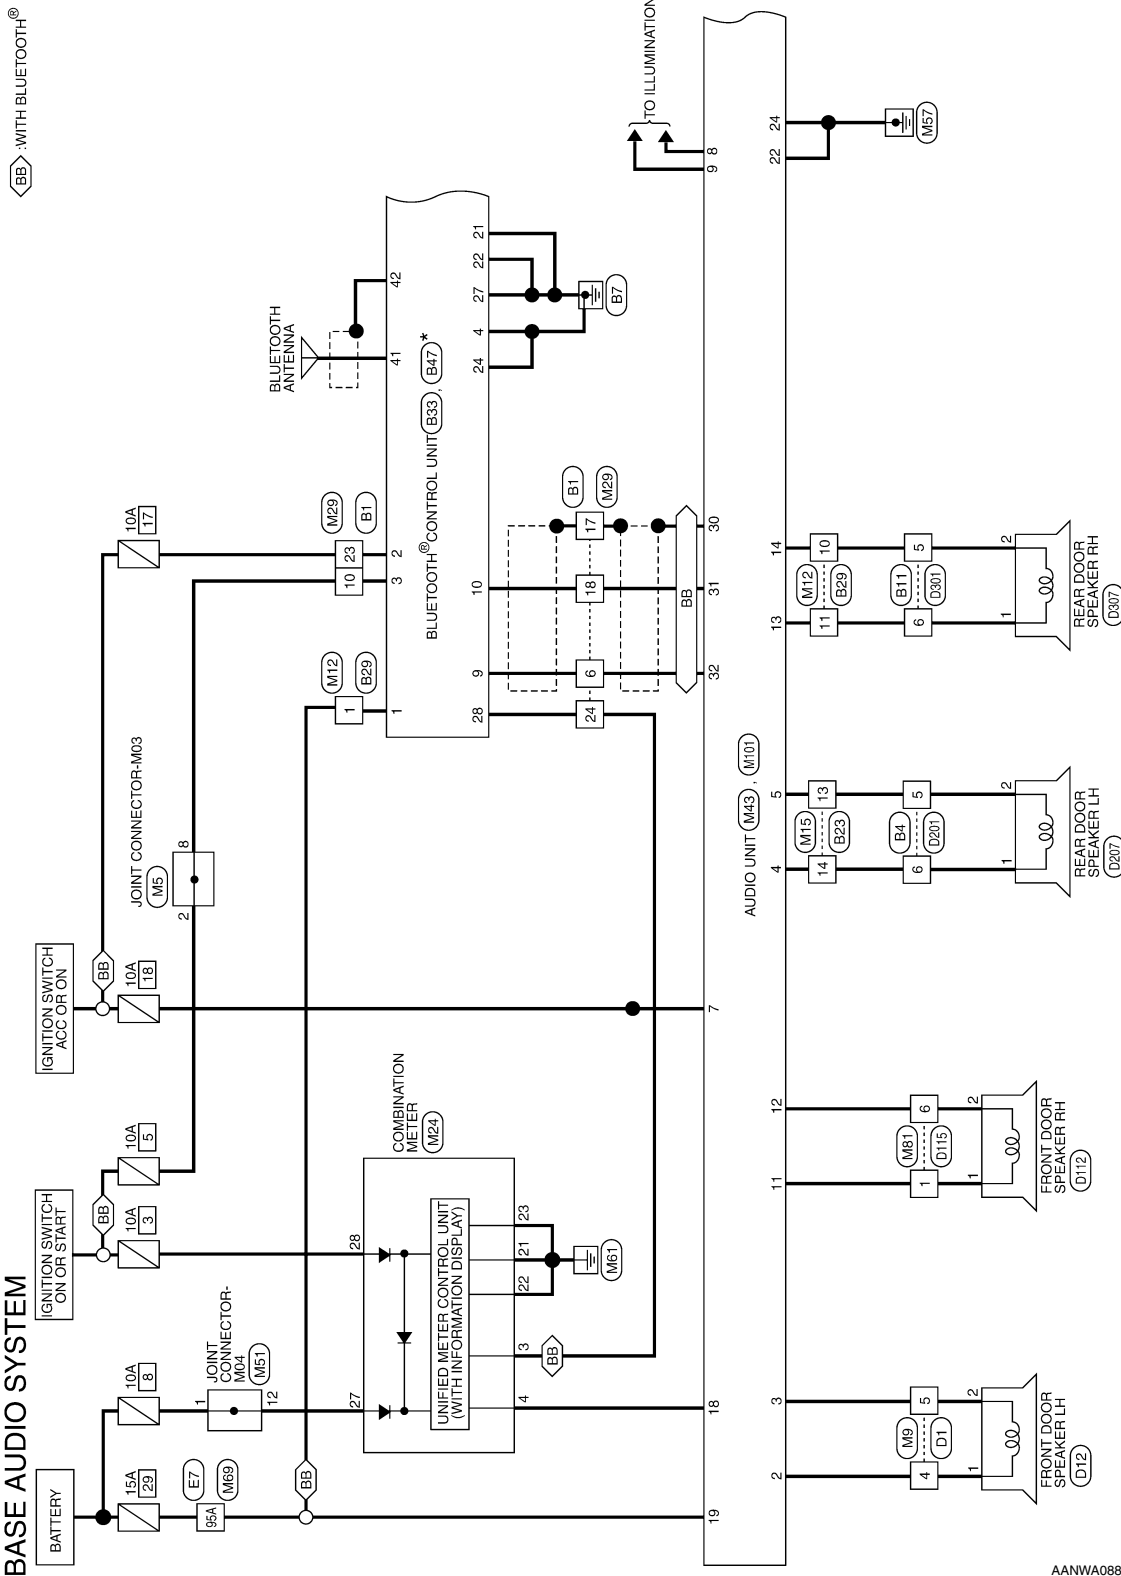 BASE AUDIO SYSTEM
BB :WITH BLUETOOTH®
BATTERY
IGNITION SWITCH
ON OR START
IGNITION SWITCH
ACC OR ON
15A
29
10A
8
10A
3
10A
5
10A
18
10A
17
E7
M69
95A
BB
BB
BB
JOINT
CONNECTOR-
M04
M51
1
12
JOINT CONNECTOR-M03
M5
2
8
BLUETOOTH
ANTENNA
M12
B29
1
M29
B1
10
23
1
3
2
41
42
BLUETOOTH® CONTROL UNIT B33 , B47 *
28
9
10
24
4
27
22
21
B7
COMBINATION
METER
M24
27
28
UNIFIED METER CONTROL UNIT
(WITH INFORMATION DISPLAY)
4
3
22
21
23
BB
M61
24
6
18
17
B1
M29
BB
TO ILLUMINATION
19
18
7
32
31
30
9
8
AUDIO UNIT M43 , M101
2
3
11
12
4
5
13
14
22
24
M57
4
5
M9
D1
1
2
FRONT DOOR
SPEAKER LH
D12
1
6
M81
D115
1
2
FRONT DOOR
SPEAKER RH
D112
14
13
M15
B23
6
5
B4
D201
1
2
REAR DOOR
SPEAKER LH
D207
11
10
M12
B29
6
5
B11
D301
1
2
REAR DOOR
SPEAKER RH
D307
AANWA088